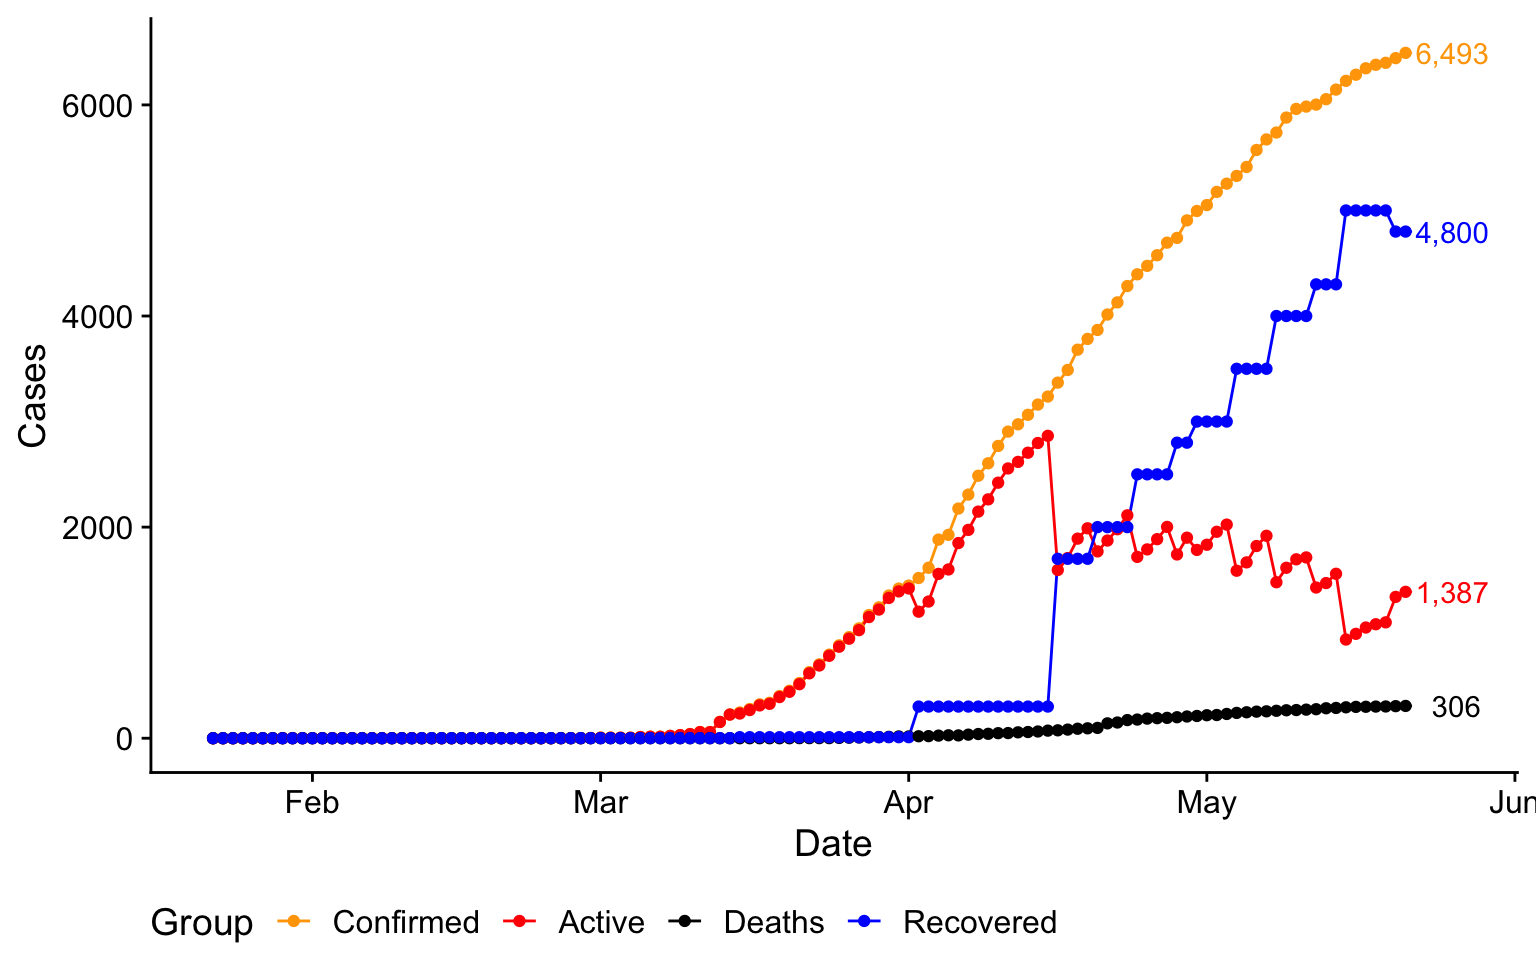 6,493
6000
4,800
4000
Cases
2000
1,387
306
0
Feb Mar Apr May Jun
Date
Group Confirmed Active Deaths Recovered